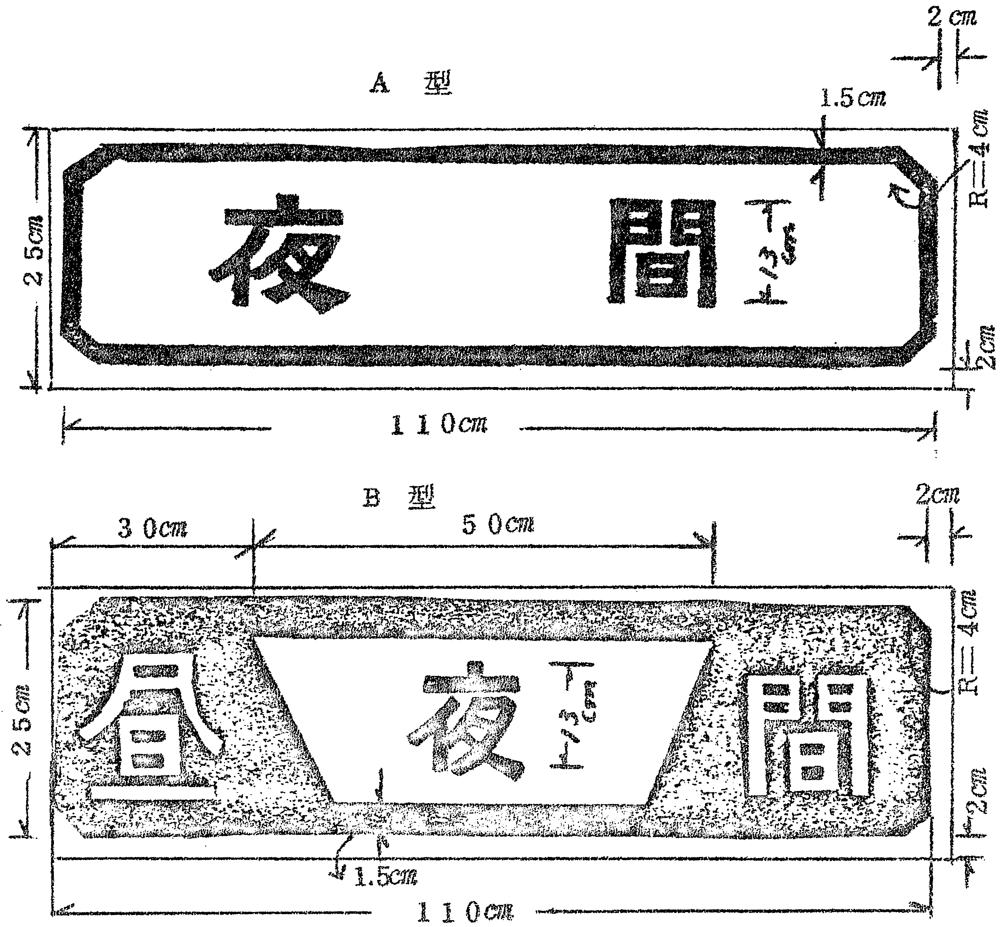 2cm
A 型
1.5cm
R=4cm
25cm
夜 間
13cm
2cm
110cm
B 型
2cm
30cm
50cm
R=4cm
25cm
昼 夜 間
13cm
2cm
1.5cm
110cm